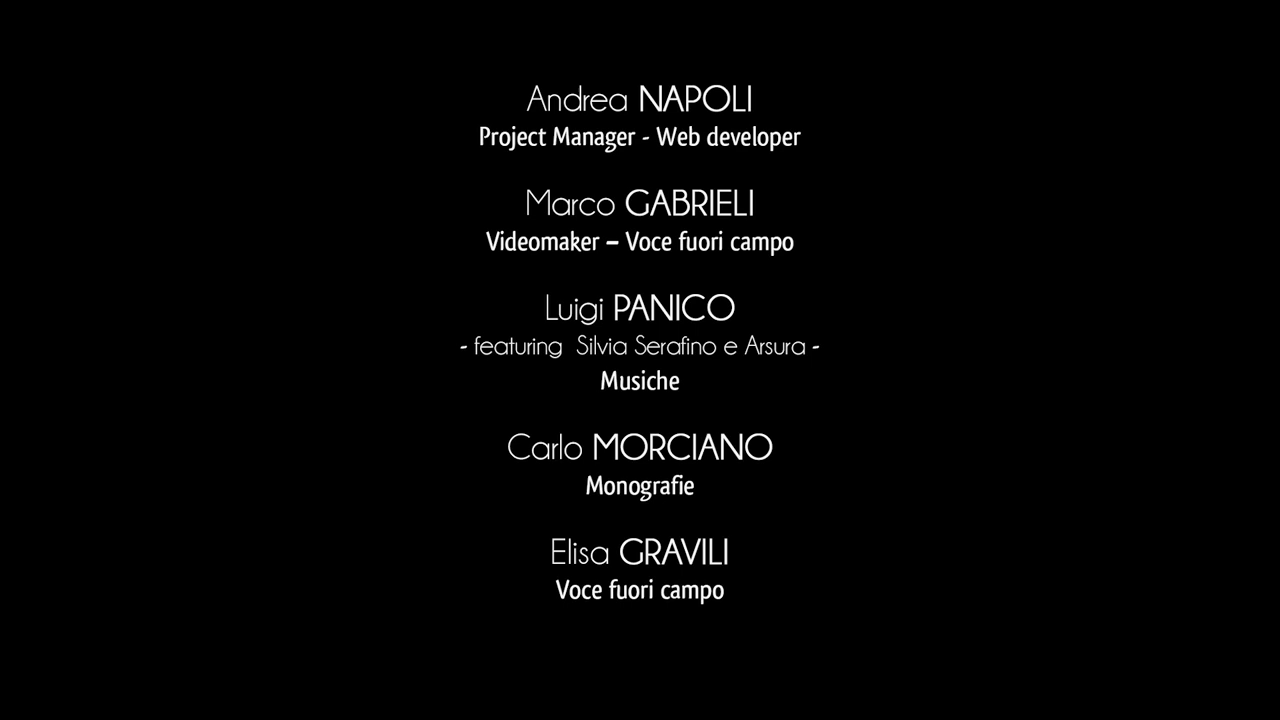 Andrea NAPOLI
Project Manager - Web developer
Marco GABRIELI
Videomaker – Voce fuori campo
Luigi PANICO
- featuring Silvia Serafino e Arsura -
Musiche
Carlo MORCIANO
Monografie
Elisa GRAVILI
Voce fuori campo